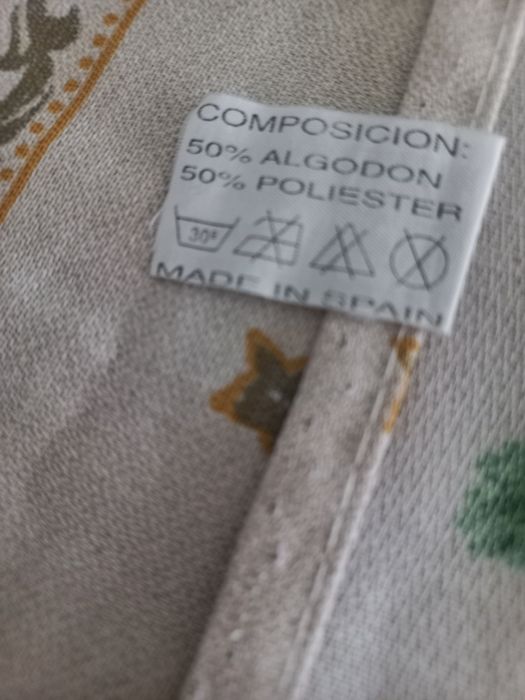 COMPOSICION:
50% ALGODON
50% POLIESTER
30°
MADE IN SPAIN